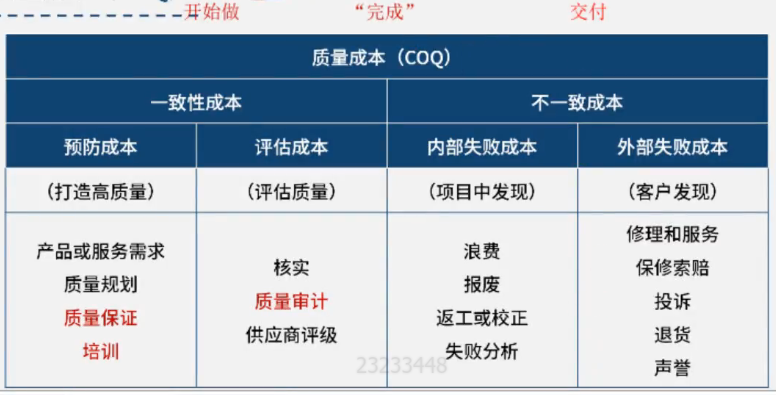 开始做 “完成” 交付
质量成本（COQ）
一致性成本 不一致成本
预防成本 评估成本 内部失败成本 外部失败成本
（打造高质量） （评估质量） （项目中发现） （客户发现）
产品或服务需求
质量规划
质量保证
培训
核实
质量审计
供应商评级
浪费
报废
返工或校正
失败分析
修理和服务
保修索赔
投诉
退货
声誉
23233448